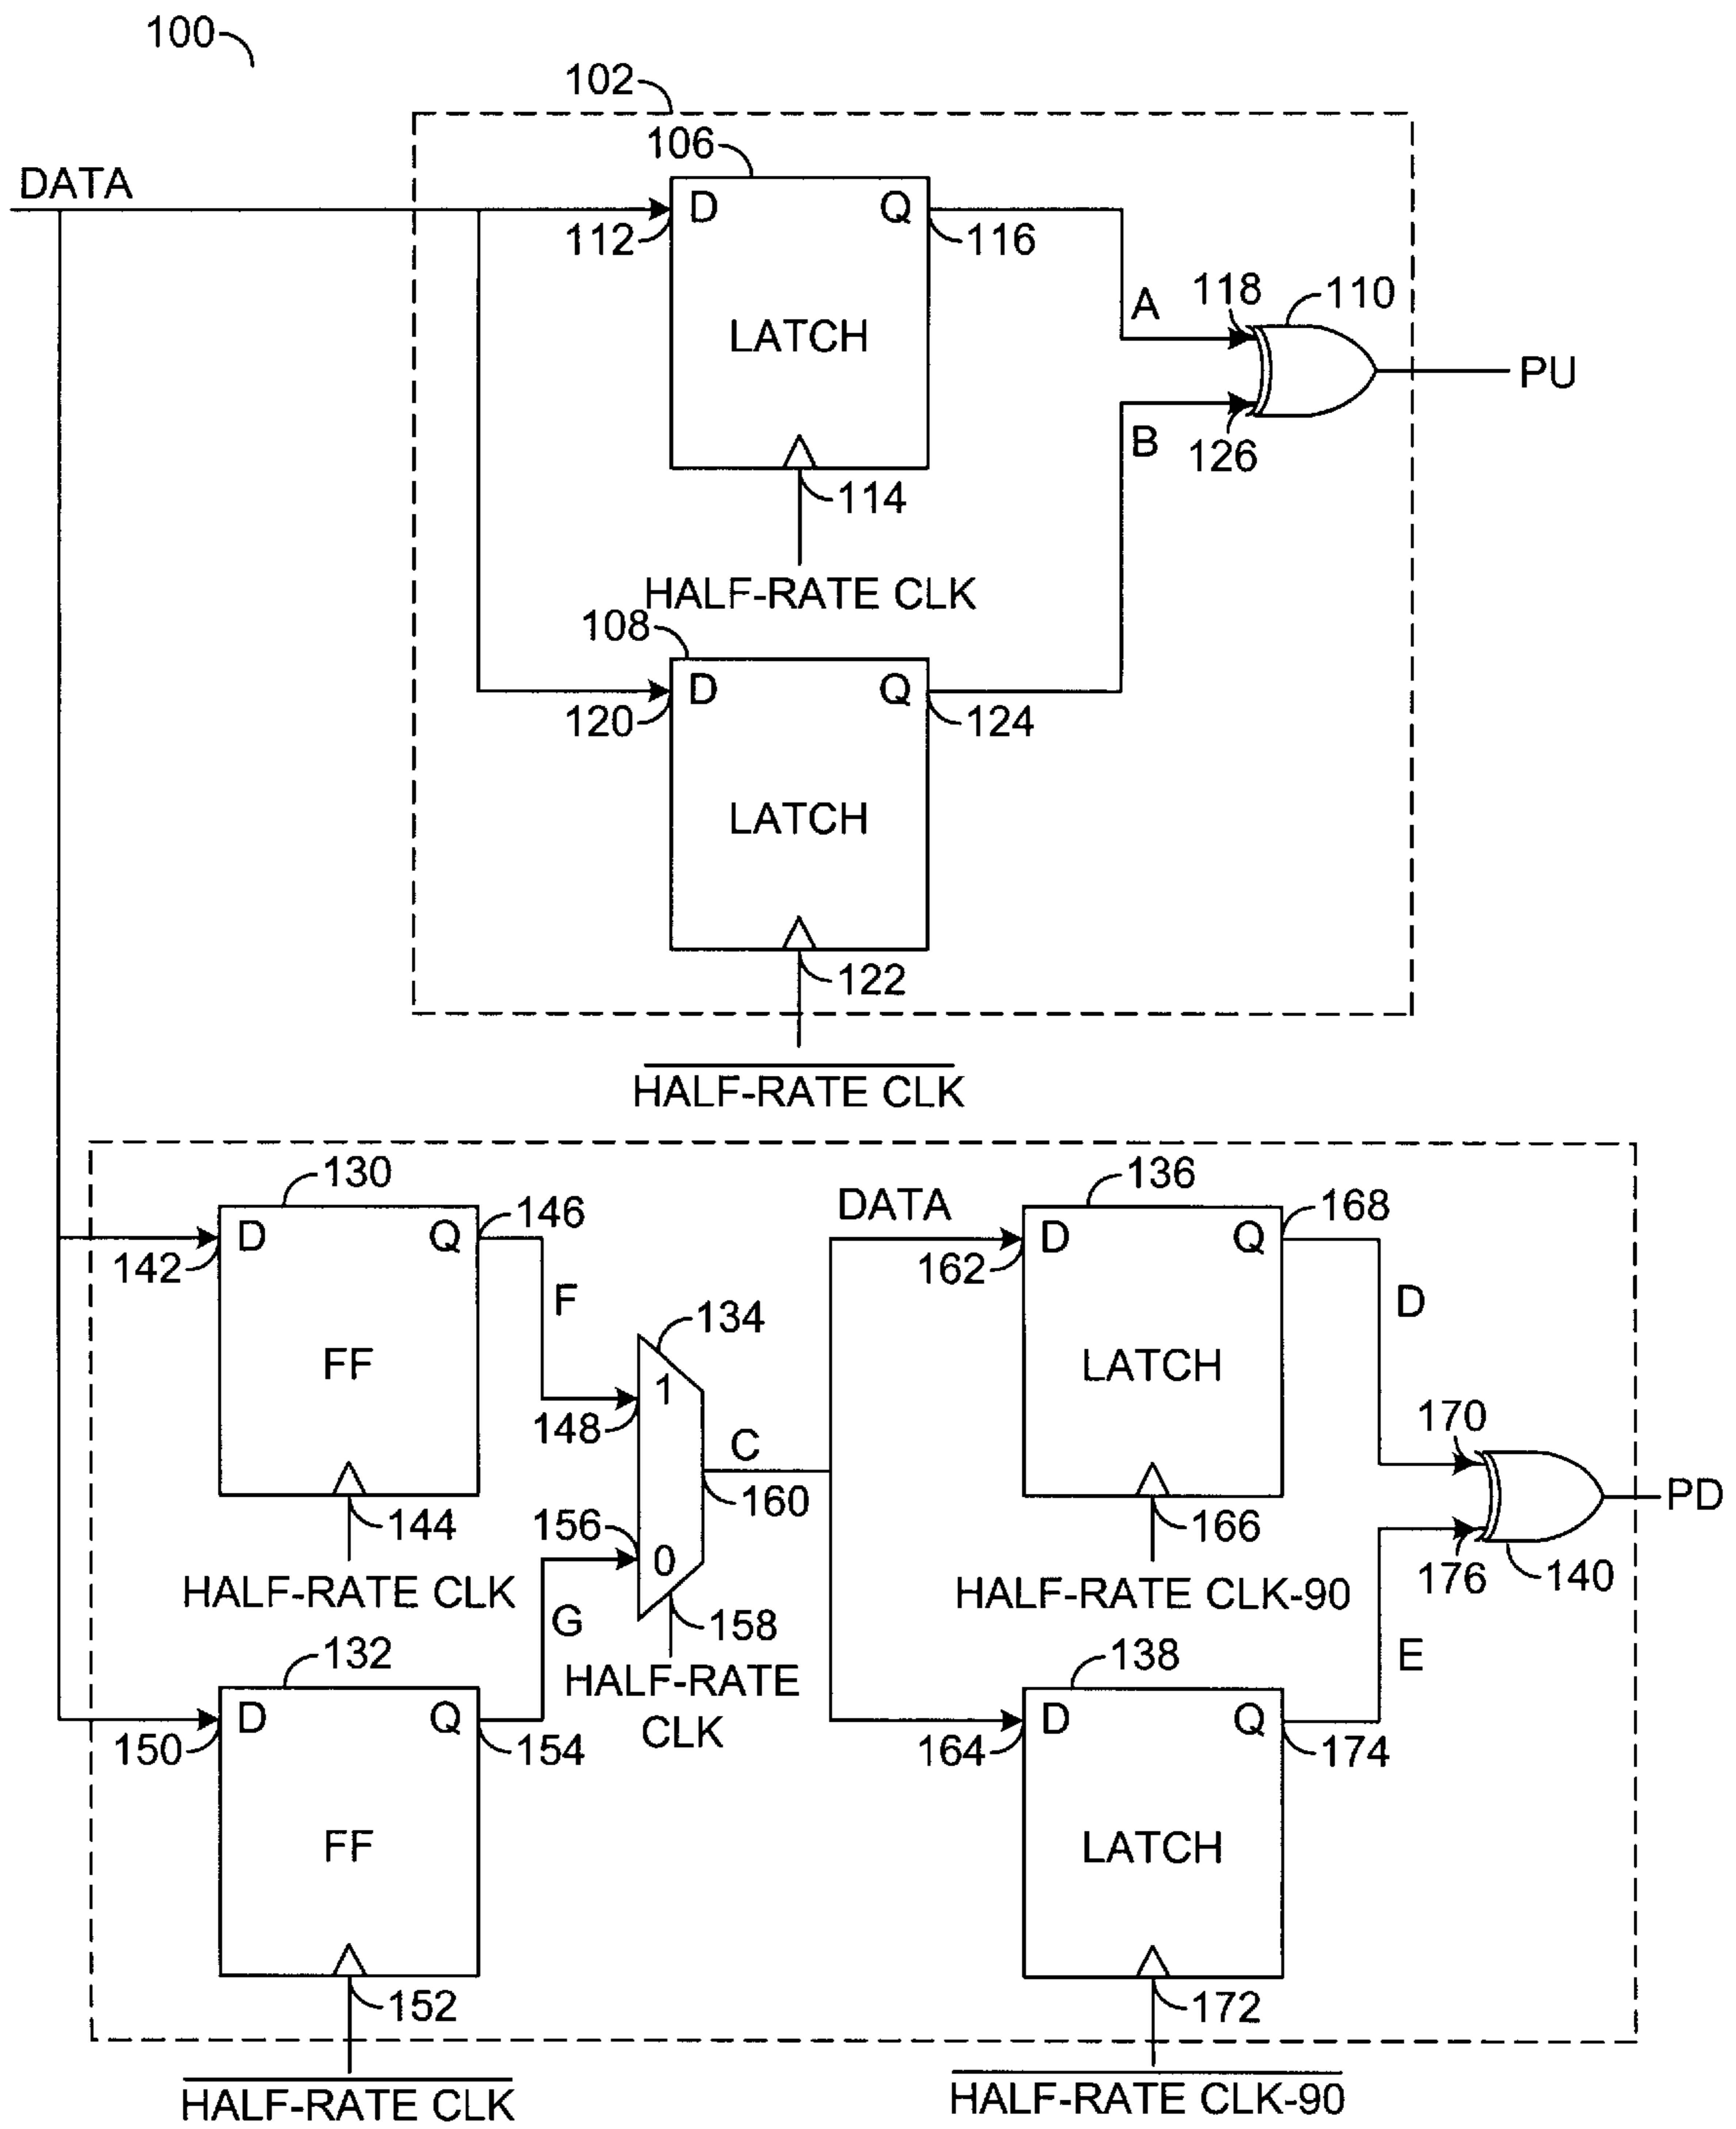 100
102
106
DATA
D Q
112 116
118 110
A
LATCH
PU
B
126
114
HALF-RATE CLK
108
D Q
120 124
LATCH
122
HALF-RATE CLK
130 136
DATA
146 168
D Q D Q
142 162
F D
134
FF LATCH
1
148 170
C
PD
160
144 156 166
0 176 140
HALF-RATE CLK HALF-RATE CLK-90
G 158
132 138
HALF-RATE
CLK
E
D Q D Q
150 154 164 174
FF LATCH
152 172
HALF-RATE CLK HALF-RATE CLK-90